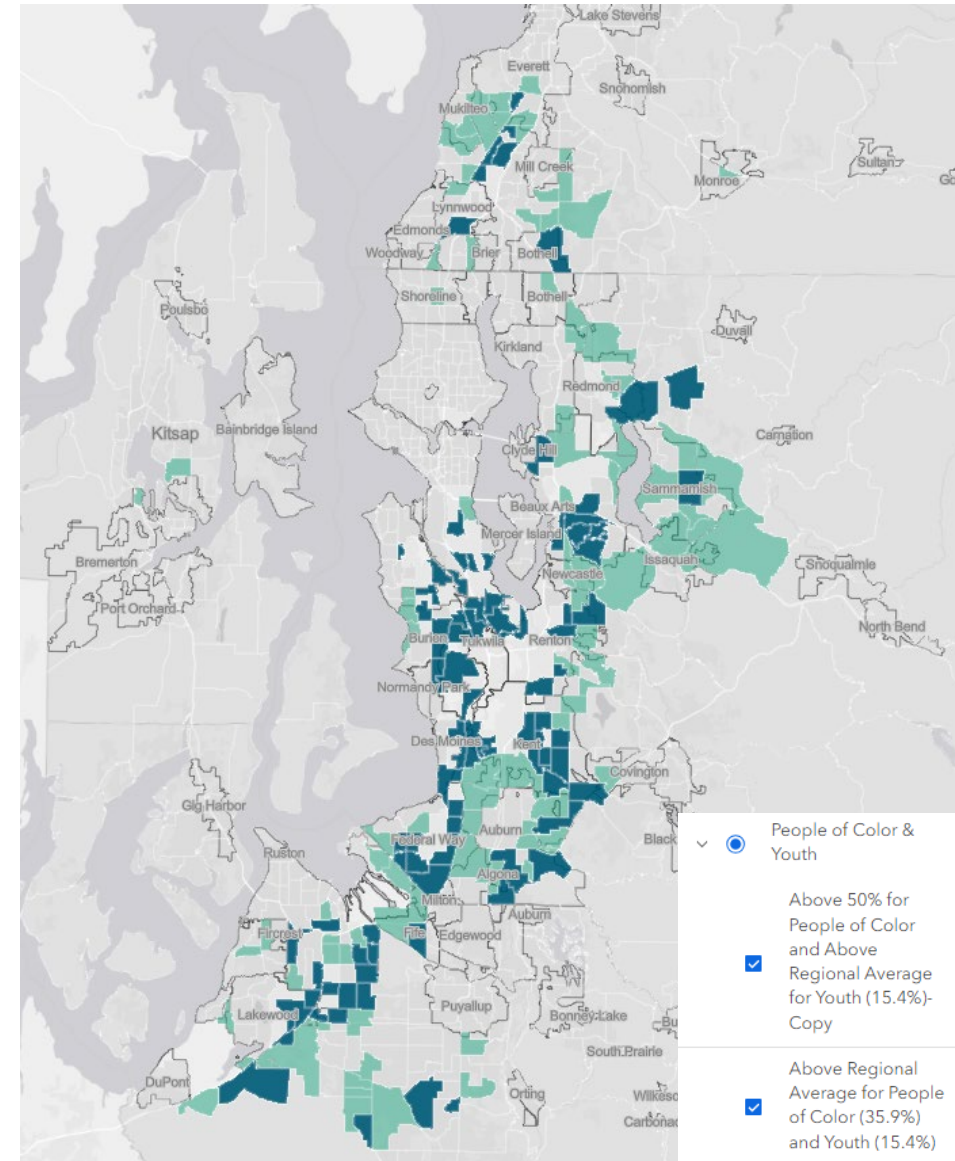 Lake Stevens
Everett
Snohomish
Mukilteo
Mill Creek
Sultan
Monroe
Go
Lynnwood
Edmonds
Woodway
Brier
Bothell
Shoreline
Bothell
Poulsbo
Duvall
Kirkland
Redmond
Kitsap
Bainbridge Island
Carnation
Clyde Hill
Sammamish
Beaux Arts
Mercer Island
Bremerton
Issaquah
Snoqualmie
Newcastle
Port Orchard
North Bend
Burien
Tukwila
Renton
Normandy Park
Des Moines
Kent
Covington
Gig Harbor
Black
Auburn
Federal Way
Ruston
Algona
Milton
Auburn
Fircrest
Fife
Edgewood
Puyallup
Lakewood
Bonney Lake
Bu
South Prairie
DuPont
Orting
Wilkeso
Carbonad
People of Color &
Youth
Above 50% for
People of Color
and Above
Regional Average
for Youth (15.4%)-
Copy
Above Regional
Average for People
of Color (35.9%)
and Youth (15.4%)